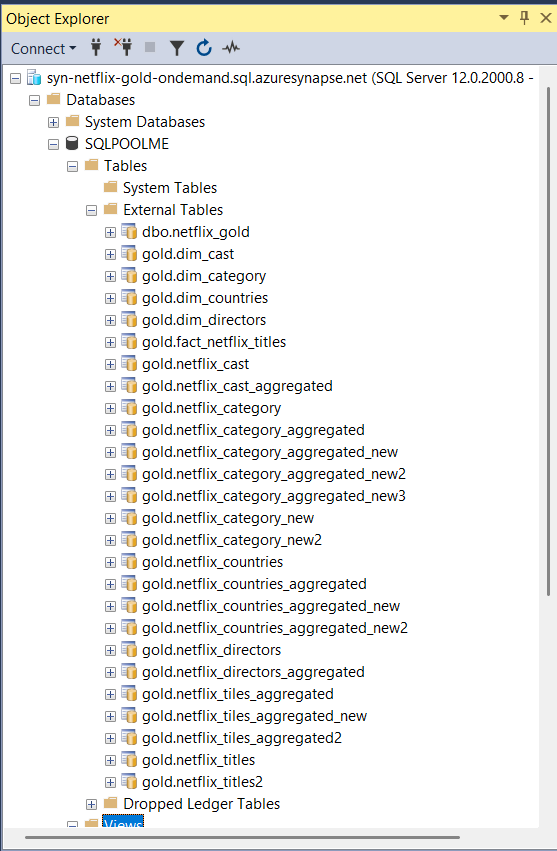 Object Explorer
Connect
syn-netflix-gold-ondemand.sql.azuresynapse.net (SQL Server 12.0.2000.8 -
Databases
System Databases
SQLPOOLME
Tables
System Tables
External Tables
dbo.netflix_gold
gold.dim_cast
gold.dim_category
gold.dim_countries
gold.dim_directors
gold.fact_netflix_titles
gold.netflix_cast
gold.netflix_cast_aggregated
gold.netflix_category
gold.netflix_category_aggregated
gold.netflix_category_aggregated_new
gold.netflix_category_aggregated_new2
gold.netflix_category_aggregated_new3
gold.netflix_category_new
gold.netflix_category_new2
gold.netflix_countries
gold.netflix_countries_aggregated
gold.netflix_countries_aggregated_new
gold.netflix_countries_aggregated_new2
gold.netflix_directors
gold.netflix_directors_aggregated
gold.netflix_tiles_aggregated
gold.netflix_tiles_aggregated_new
gold.netflix_tiles_aggregated2
gold.netflix_titles
gold.netflix_titles2
Dropped Ledger Tables
Views